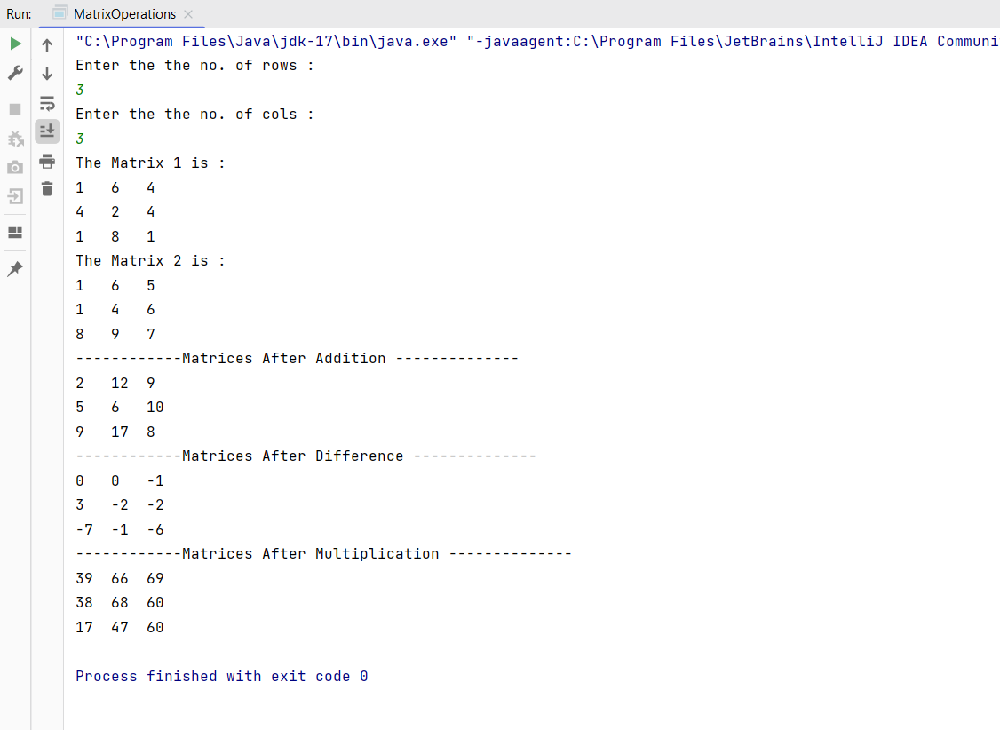 Run: MatrixOperations
"C:\Program Files\Java\jdk-17\bin\java.exe" "-javaagent:C:\Program Files\JetBrains\IntelliJ IDEA Communi
Enter the the no. of rows :
3
Enter the the no. of cols :
3
The Matrix 1 is :
1 6 4
4 2 4
1 8 1
The Matrix 2 is :
1 6 5
1 4 6
8 9 7
------------Matrices After Addition --------------
2 12 9
5 6 10
9 17 8
------------Matrices After Difference --------------
0 0 -1
3 -2 -2
-7 -1 -6
------------Matrices After Multiplication --------------
39 66 69
38 68 60
17 47 60
Process finished with exit code 0